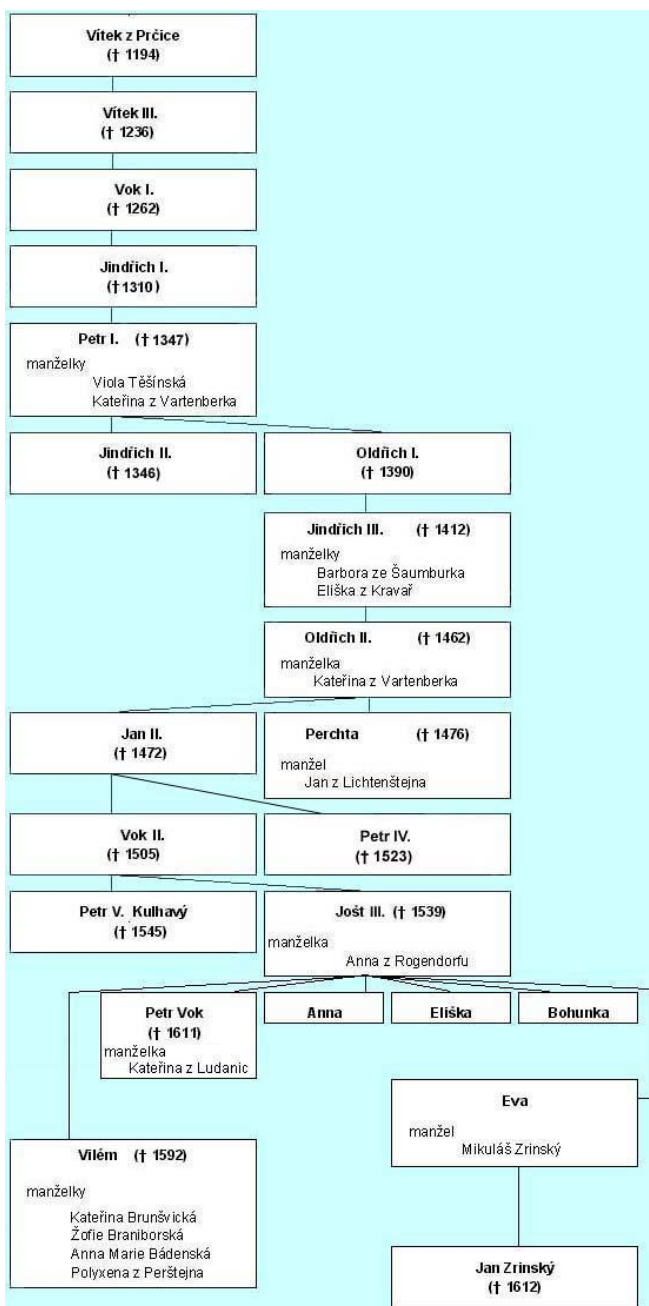 Vítek z Prčice
(† 1194)
Vítek III.
(† 1236)
Vok I.
(† 1262)
Jindřich I.
(† 1310)
Petr I. († 1347)
manželky
Viola Těšínská
Kateřina z Vartenberka
Jindřich II.
(† 1346)
Oldřich I.
(† 1390)
Jindřich III. († 1412)
manželky
Barbora ze Šaumburka
Eliška z Kravař
Oldřich II. († 1462)
manželka
Kateřina z Vartenberka
Jan II.
(† 1472)
Perchta († 1476)
manžel
Jan z Lichtenštejna
Vok II.
(† 1505)
Petr IV.
(† 1523)
Petr V. Kulhavý
(† 1545)
Jošt III. († 1539)
manželka
Anna z Rogendorfu
Petr Vok
(† 1611)
manželka
Kateřina z Ludanic
Anna
Eliška
Bohunka
Eva
manžel
Mikuláš Zrinský
Vilém († 1592)
manželky
Kateřina Brunšvická
Žofie Braniborská
Anna Marie Bádenská
Polyxena z Perštejna
Jan Zrinský
(† 1612)